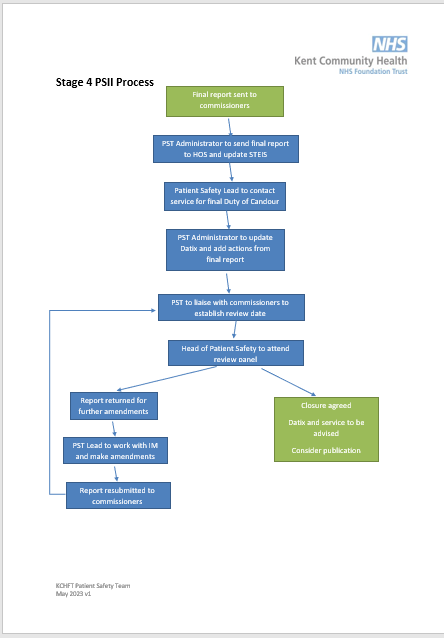 NHS
Kent Community Health
NHS Foundation Trust
Stage 4 PSII Process
Final report sent to
commissioners
PST Administrator to send final report
to HOS and update STEIS
Patient Safety Lead to contact
service for final Duty of Candour
PST Administrator to update
Datix and add actions from
final report
PST to liaise with commissioners to
establish review date
Head of Patient Safety to attend
review panel
Report returned for
further amendments
PST Lead to work with IM
and make amendments
Report resubmitted to
commissioners
Closure agreed
Datix and service to be
advised
Consider publication
KCHFT Patient Safety Team
May 2023 v1